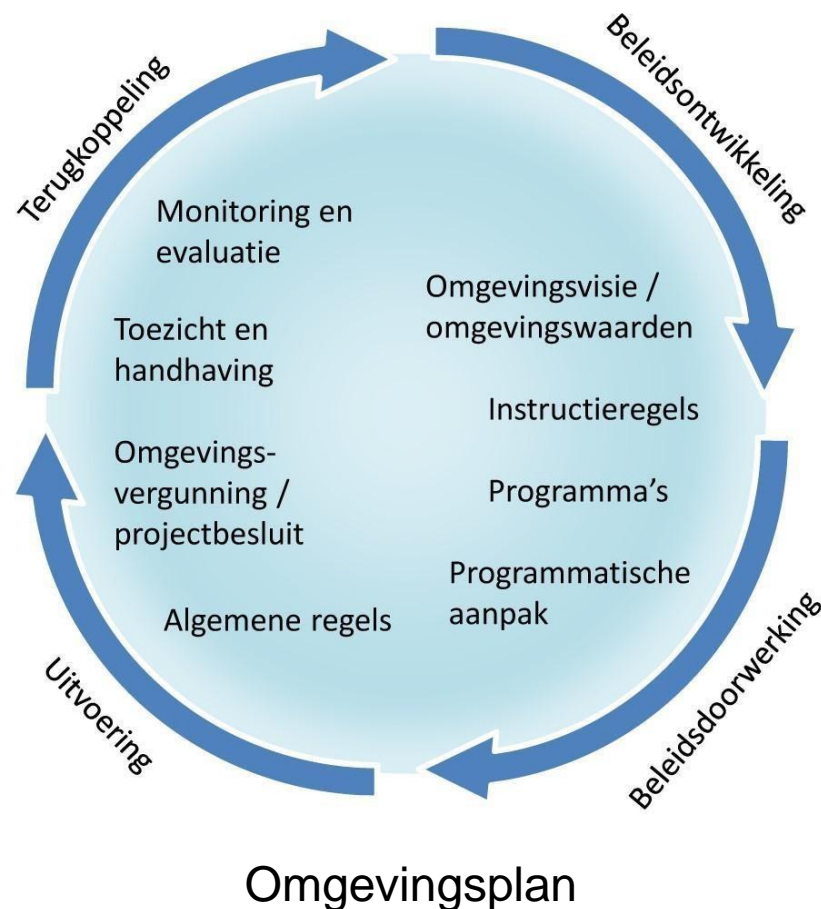 Terugkoppeling
Beleidsontwikkeling
Monitoring en
evaluatie
Omgevingsvisie /
omgevingswaarden
Toezicht en
handhaving
Instructieregels
Omgevings-
vergunning /
projectbesluit
Programma’s
Programmatische
aanpak
Algemene regels
Uitvoering
Beleidsdoorwerking
Omgevingsplan